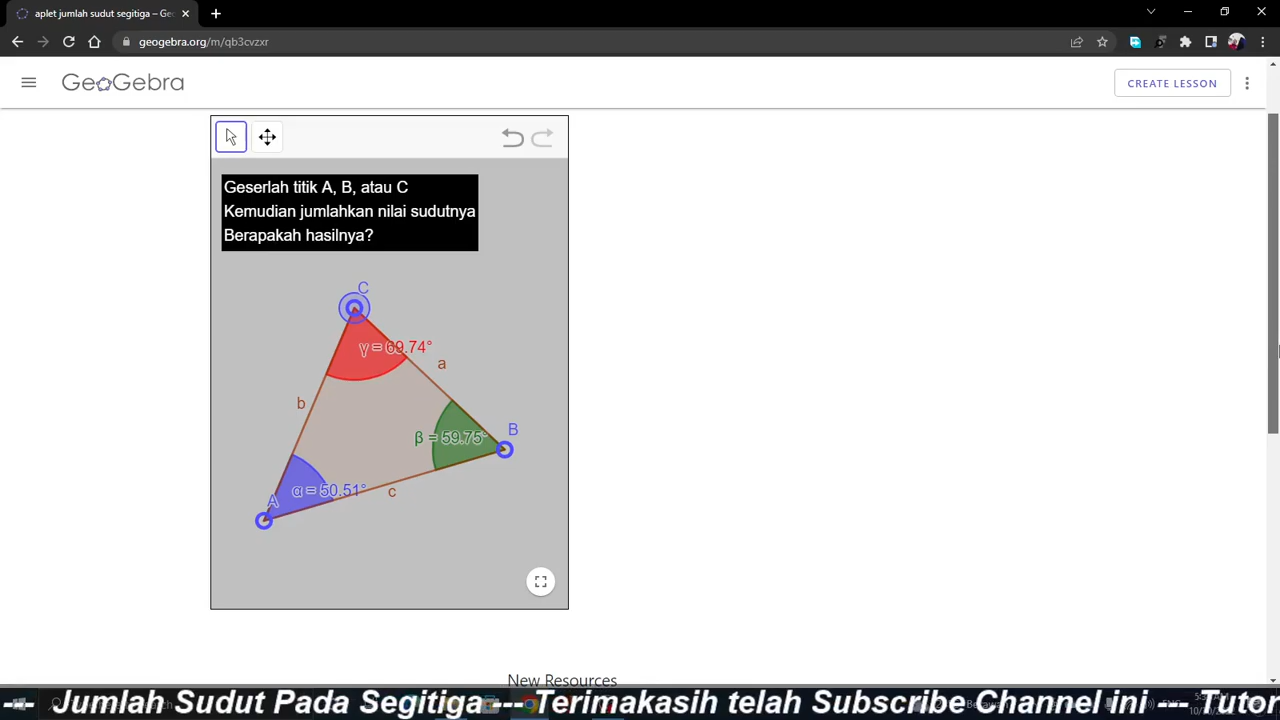 aplet jumlah sudut segitiga – Ge
geogebra.org/m/qb3cvzxr
GeoGebra
CREATE LESSON
Geserlah titik A, B, atau C
Kemudian jumlahkan nilai sudutnya
Berapakah hasilnya?
C
γ = 69.74°
a
b
B
β = 59.75°
A
α = 50.51°
c
New Resources
--- Jumlah Sudut Pada Segitiga --- Terimakasih telah Subscribe Channel ini --- Tutor